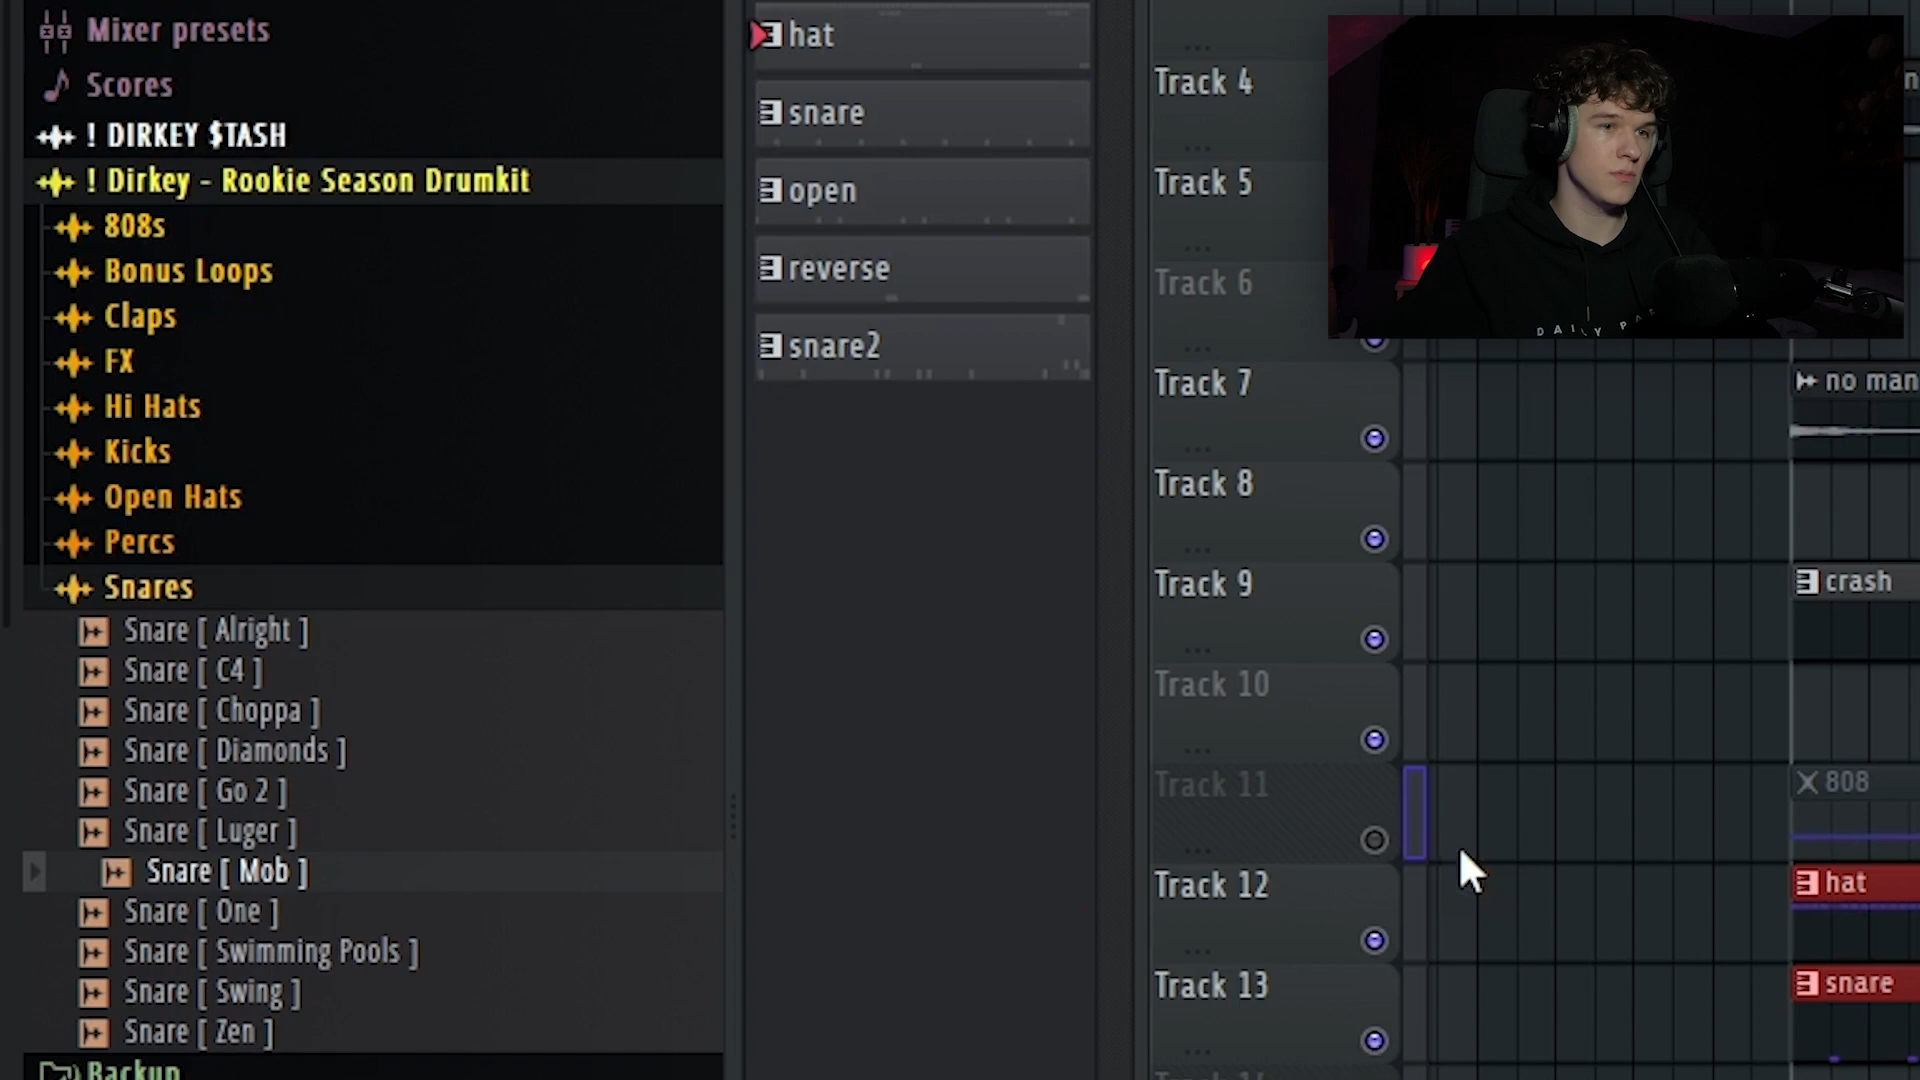 Mixer presets
Scores
! DIRKEY $TASH
! Dirkey - Rookie Season Drumkit
808s
Bonus Loops
Claps
FX
Hi Hats
Kicks
Open Hats
Percs
Snares
Snare [ Alright ]
Snare [ C4 ]
Snare [ Choppa ]
Snare [ Diamonds ]
Snare [ Go 2 ]
Snare [ Luger ]
Snare [ Mob ]
Snare [ One ]
Snare [ Swimming Pools ]
Snare [ Swing ]
Snare [ Zen ]
Backup
hat
snare
open
reverse
snare2
Track 4
Track 5
Track 6
Track 7
Track 8
Track 9
Track 10
Track 11
Track 12
Track 13
no man
crash
808
hat
snare
DAILY PA